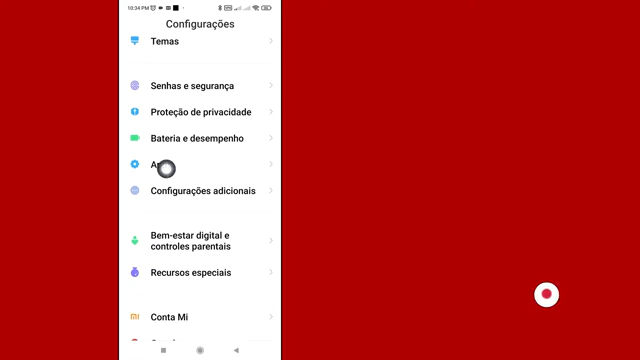 10:34 PM
Configurações
Temas
Senhas e segurança
Proteção de privacidade
Bateria e desempenho
Configurações adicionais
Bem-estar digital e
controles parentais
Recursos especiais
Conta Mi